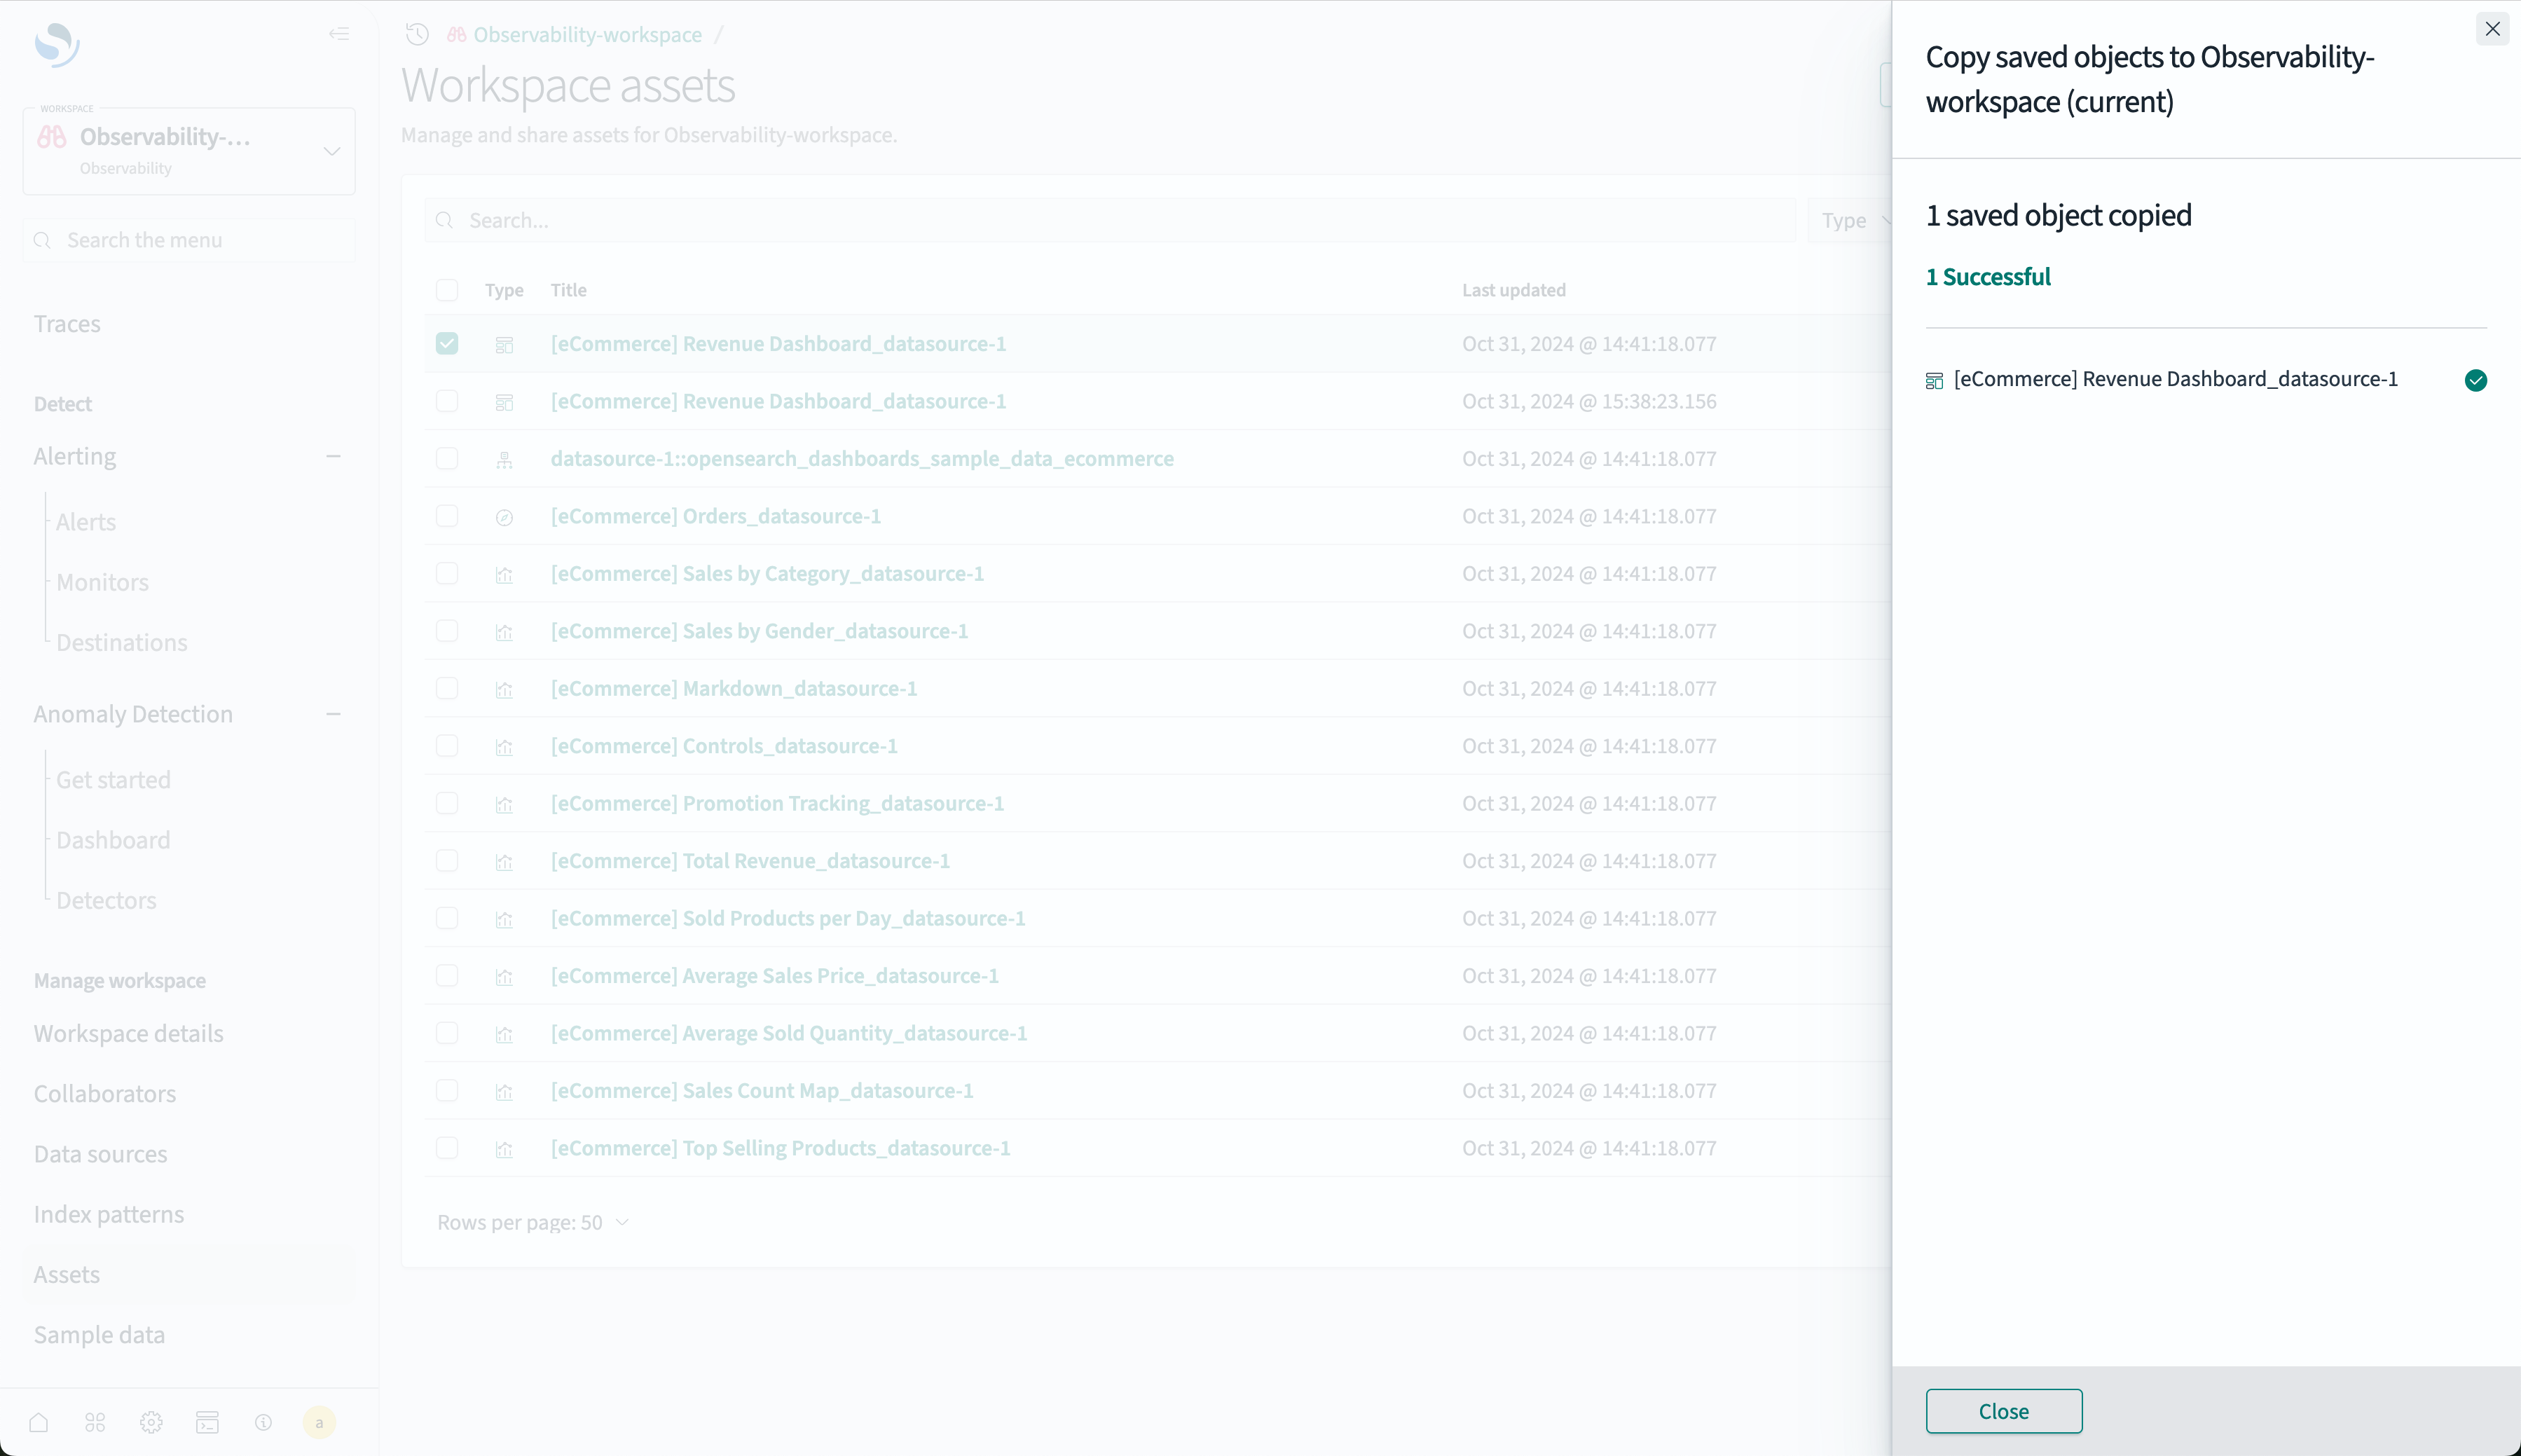 WORKSPACE
Observability-...
Observability
Search the menu
Traces
Detect
Alerting
Alerts
Monitors
Destinations
Anomaly Detection
Get started
Dashboard
Detectors
Manage workspace
Workspace details
Collaborators
Data sources
Index patterns
Assets
Sample data
a
Observability-workspace /
Workspace assets
Manage and share assets for Observability-workspace.
Search...
Type
Type Title Last updated
[eCommerce] Revenue Dashboard_datasource-1 Oct 31, 2024 @ 14:41:18.077
[eCommerce] Revenue Dashboard_datasource-1 Oct 31, 2024 @ 15:38:23.156
datasource-1::opensearch_dashboards_sample_data_ecommerce Oct 31, 2024 @ 14:41:18.077
[eCommerce] Orders_datasource-1 Oct 31, 2024 @ 14:41:18.077
[eCommerce] Sales by Category_datasource-1 Oct 31, 2024 @ 14:41:18.077
[eCommerce] Sales by Gender_datasource-1 Oct 31, 2024 @ 14:41:18.077
[eCommerce] Markdown_datasource-1 Oct 31, 2024 @ 14:41:18.077
[eCommerce] Controls_datasource-1 Oct 31, 2024 @ 14:41:18.077
[eCommerce] Promotion Tracking_datasource-1 Oct 31, 2024 @ 14:41:18.077
[eCommerce] Total Revenue_datasource-1 Oct 31, 2024 @ 14:41:18.077
[eCommerce] Sold Products per Day_datasource-1 Oct 31, 2024 @ 14:41:18.077
[eCommerce] Average Sales Price_datasource-1 Oct 31, 2024 @ 14:41:18.077
[eCommerce] Average Sold Quantity_datasource-1 Oct 31, 2024 @ 14:41:18.077
[eCommerce] Sales Count Map_datasource-1 Oct 31, 2024 @ 14:41:18.077
[eCommerce] Top Selling Products_datasource-1 Oct 31, 2024 @ 14:41:18.077
Rows per page: 50
Copy saved objects to Observability-
workspace (current)
1 saved object copied
1 Successful
[eCommerce] Revenue Dashboard_datasource-1
Close